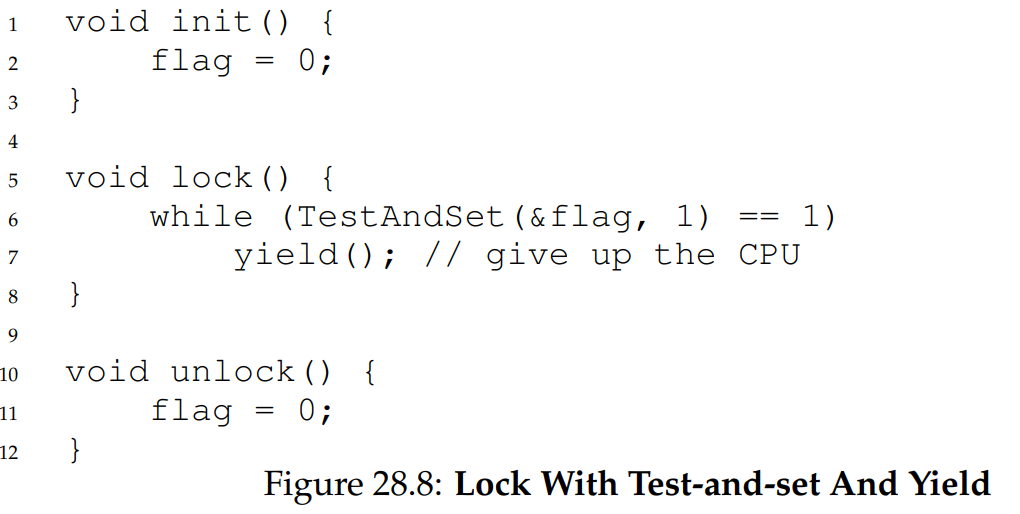 1 void init() {
2     flag = 0;
3 }
4
5 void lock() {
6     while (TestAndSet(&flag, 1) == 1)
7         yield(); // give up the CPU
8 }
9
10 void unlock() {
11     flag = 0;
12 }
Figure 28.8: Lock With Test-and-set And Yield